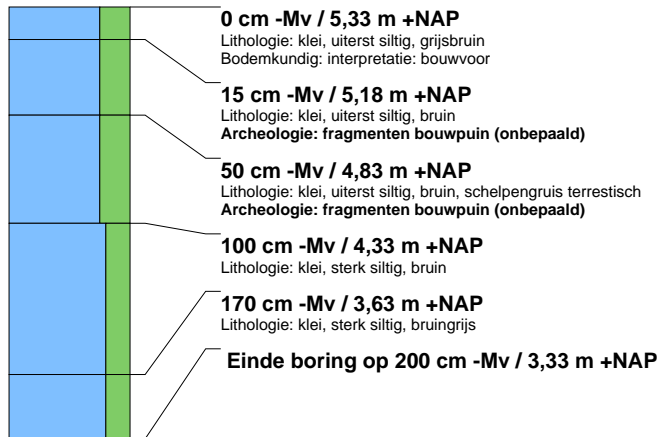 0 cm -Mv / 5,33 m +NAP
Lithologie: klei, uiterst siltig, grijsbruin
Bodemkundig: interpretatie: bouwvoor
15 cm -Mv / 5,18 m +NAP
Lithologie: klei, uiterst siltig, bruin
Archeologie: fragmenten bouwpuin (onbepaald)
50 cm -Mv / 4,83 m +NAP
Lithologie: klei, uiterst siltig, bruin, schelpengruis terrestisch
Archeologie: fragmenten bouwpuin (onbepaald)
100 cm -Mv / 4,33 m +NAP
Lithologie: klei, sterk siltig, bruin
170 cm -Mv / 3,63 m +NAP
Lithologie: klei, sterk siltig, bruingrijs
Einde boring op 200 cm -Mv / 3,33 m +NAP